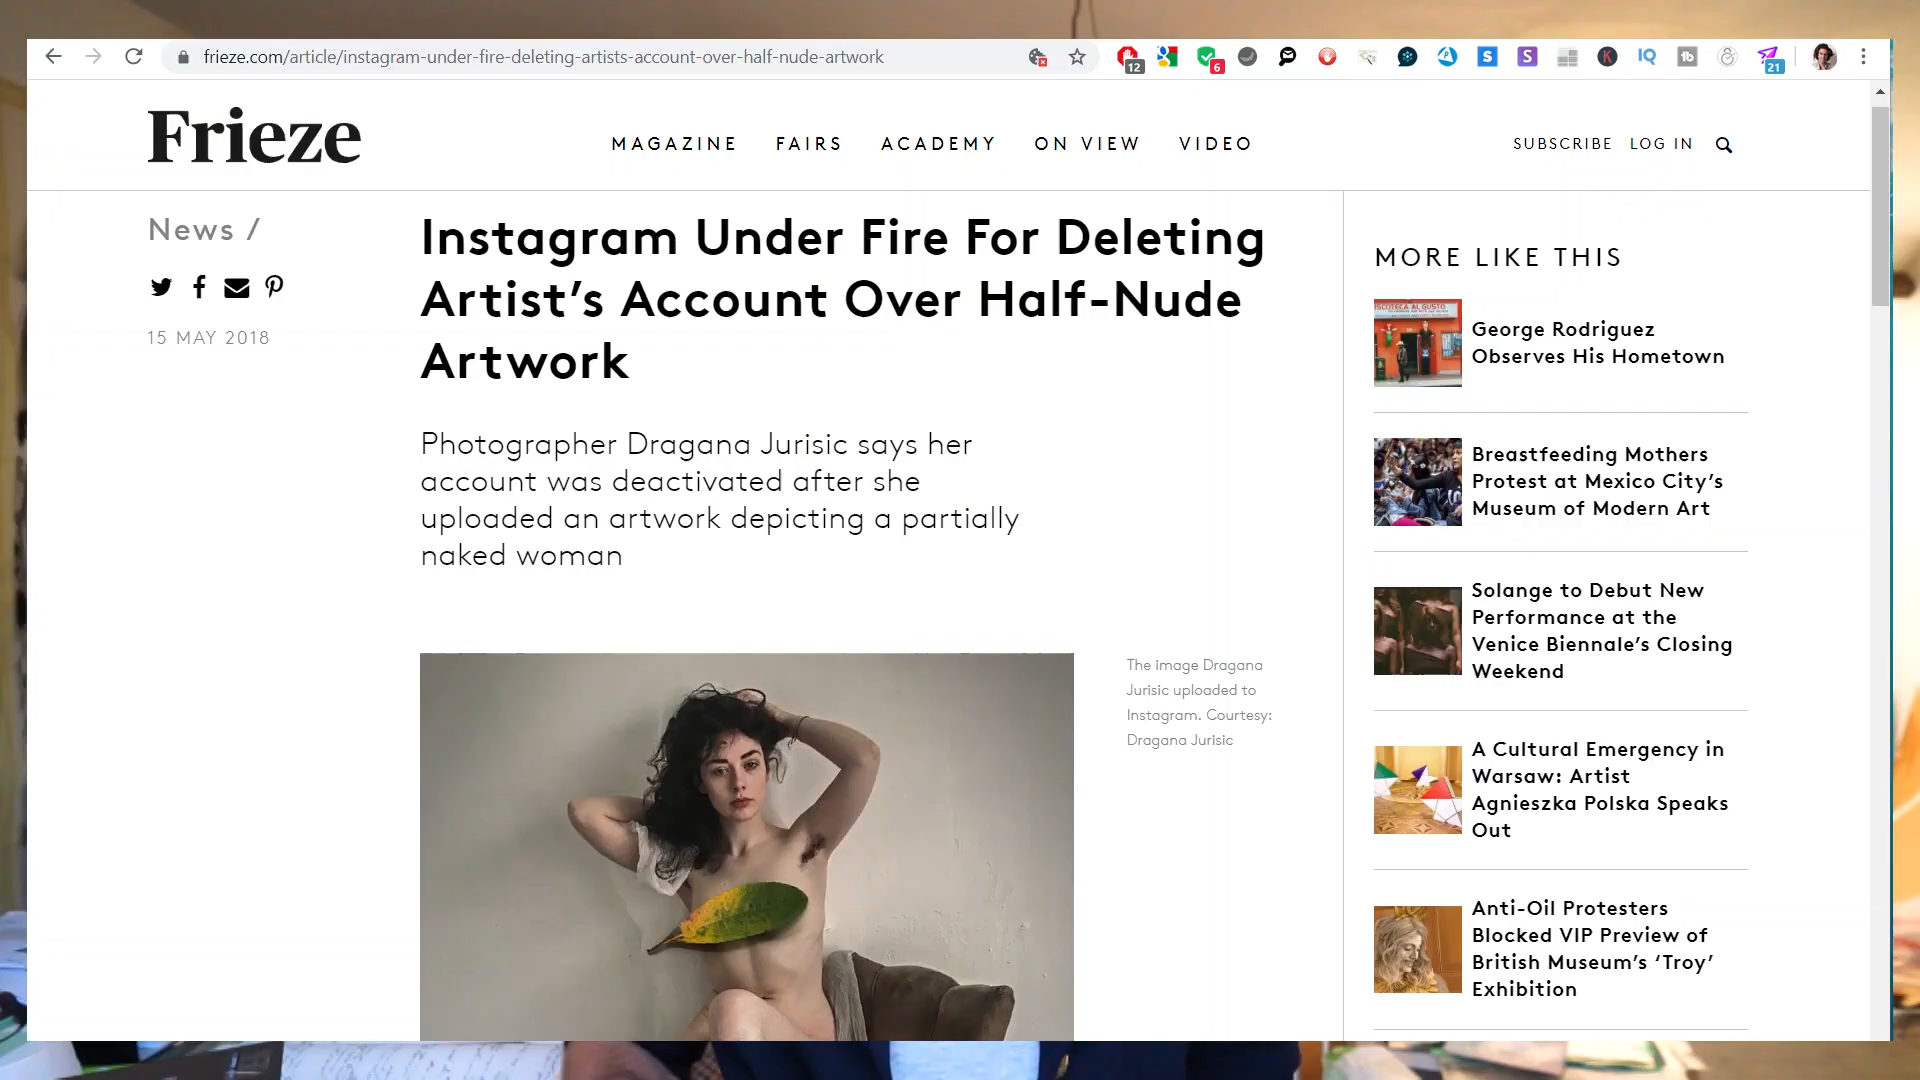 frieze.com/article/instagram-under-fire-deleting-artists-account-over-half-nude-artwork
12
6
S
S
K
IQ
tb
21
Frieze
MAGAZINE FAIRS ACADEMY ON VIEW VIDEO
SUBSCRIBE LOG IN
News /
15 MAY 2018
Instagram Under Fire For Deleting
Artist’s Account Over Half-Nude
Artwork
Photographer Dragana Jurisic says her
account was deactivated after she
uploaded an artwork depicting a partially
naked woman
The image Dragana
Jurisic uploaded to
Instagram. Courtesy:
Dragana Jurisic
MORE LIKE THIS
George Rodriguez
Observes His Hometown
Breastfeeding Mothers
Protest at Mexico City’s
Museum of Modern Art
Solange to Debut New
Performance at the
Venice Biennale’s Closing
Weekend
A Cultural Emergency in
Warsaw: Artist
Agnieszka Polska Speaks
Out
Anti-Oil Protesters
Blocked VIP Preview of
British Museum’s ‘Troy’
Exhibition